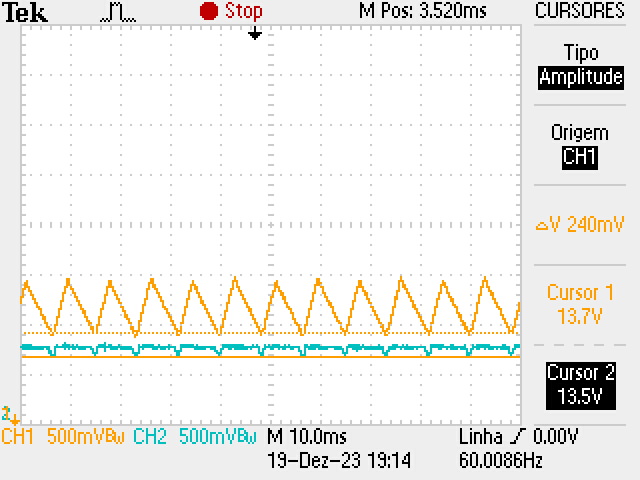 Tek Stop M Pos: 3.520ms CURSORES
Tipo
Amplitude
Origem
CH1
△V 240mV
Cursor 1
13.7V
Cursor 2
13.5V
CH1 500mVBw CH2 500mVBw M 10.0ms Linha 0.00V
19-Dez-23 19:14 60.0086Hz